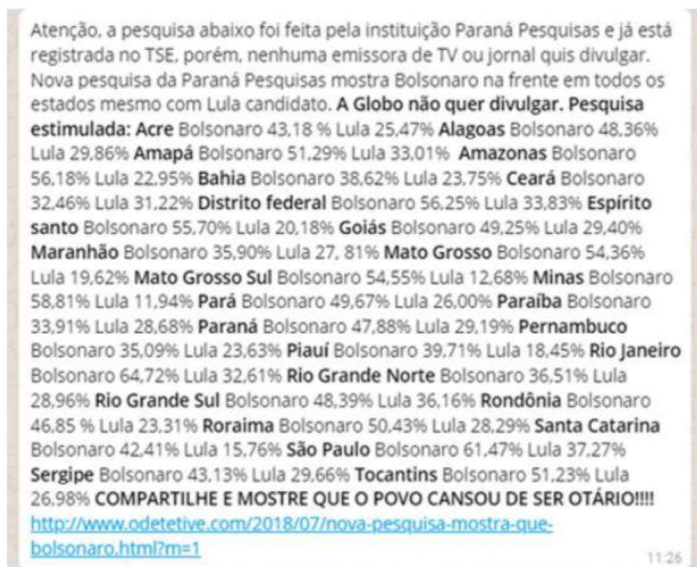 Atenção, a pesquisa abaixo foi feita pela instituição Paraná Pesquisas e já está
registrada no TSE, porém, nenhuma emissora de TV ou jornal quis divulgar.
Nova pesquisa da Paraná Pesquisas mostra Bolsonaro na frente em todos os
estados mesmo com Lula candidato. A Globo não quer divulgar. Pesquisa
estimulada: Acre Bolsonaro 43,18 % Lula 25,47% Alagoas Bolsonaro 48,36%
Lula 29,86% Amapá Bolsonaro 51,29% Lula 33,01% Amazonas Bolsonaro
56,18% Lula 22,95% Bahia Bolsonaro 38,62% Lula 23,75% Ceará Bolsonaro
32,46% Lula 31,22% Distrito federal Bolsonaro 56,25% Lula 33,83% Espírito
santo Bolsonaro 55,70% Lula 20,18% Goiás Bolsonaro 49,25% Lula 29,40%
Maranhão Bolsonaro 35,90% Lula 27, 81% Mato Grosso Bolsonaro 54,36%
Lula 19,62% Mato Grosso Sul Bolsonaro 54,55% Lula 12,68% Minas Bolsonaro
58,81% Lula 11,94% Pará Bolsonaro 49,67% Lula 26,00% Paraíba Bolsonaro
33,91% Lula 28,68% Paraná Bolsonaro 47,88% Lula 29,19% Pernambuco
Bolsonaro 35,09% Lula 23,63% Piauí Bolsonaro 39,71% Lula 18,45% Rio Janeiro
Bolsonaro 64,72% Lula 32,61% Rio Grande Norte Bolsonaro 36,51% Lula
28,96% Rio Grande Sul Bolsonaro 48,39% Lula 36,16% Rondônia Bolsonaro
46,85 % Lula 23,31% Roraima Bolsonaro 50,43% Lula 28,29% Santa Catarina
Bolsonaro 42,41% Lula 15,76% São Paulo Bolsonaro 61,47% Lula 37,27%
Sergipe Bolsonaro 43,13% Lula 29,66% Tocantins Bolsonaro 51,23% Lula
26,98% COMPARTILHE E MOSTRE QUE O POVO CANSOU DE SER OTÁRIO!!!!
http://www.odetetive.com/2018/07/nova-pesquisa-mostra-que-
bolsonaro.html?m=1
11:26